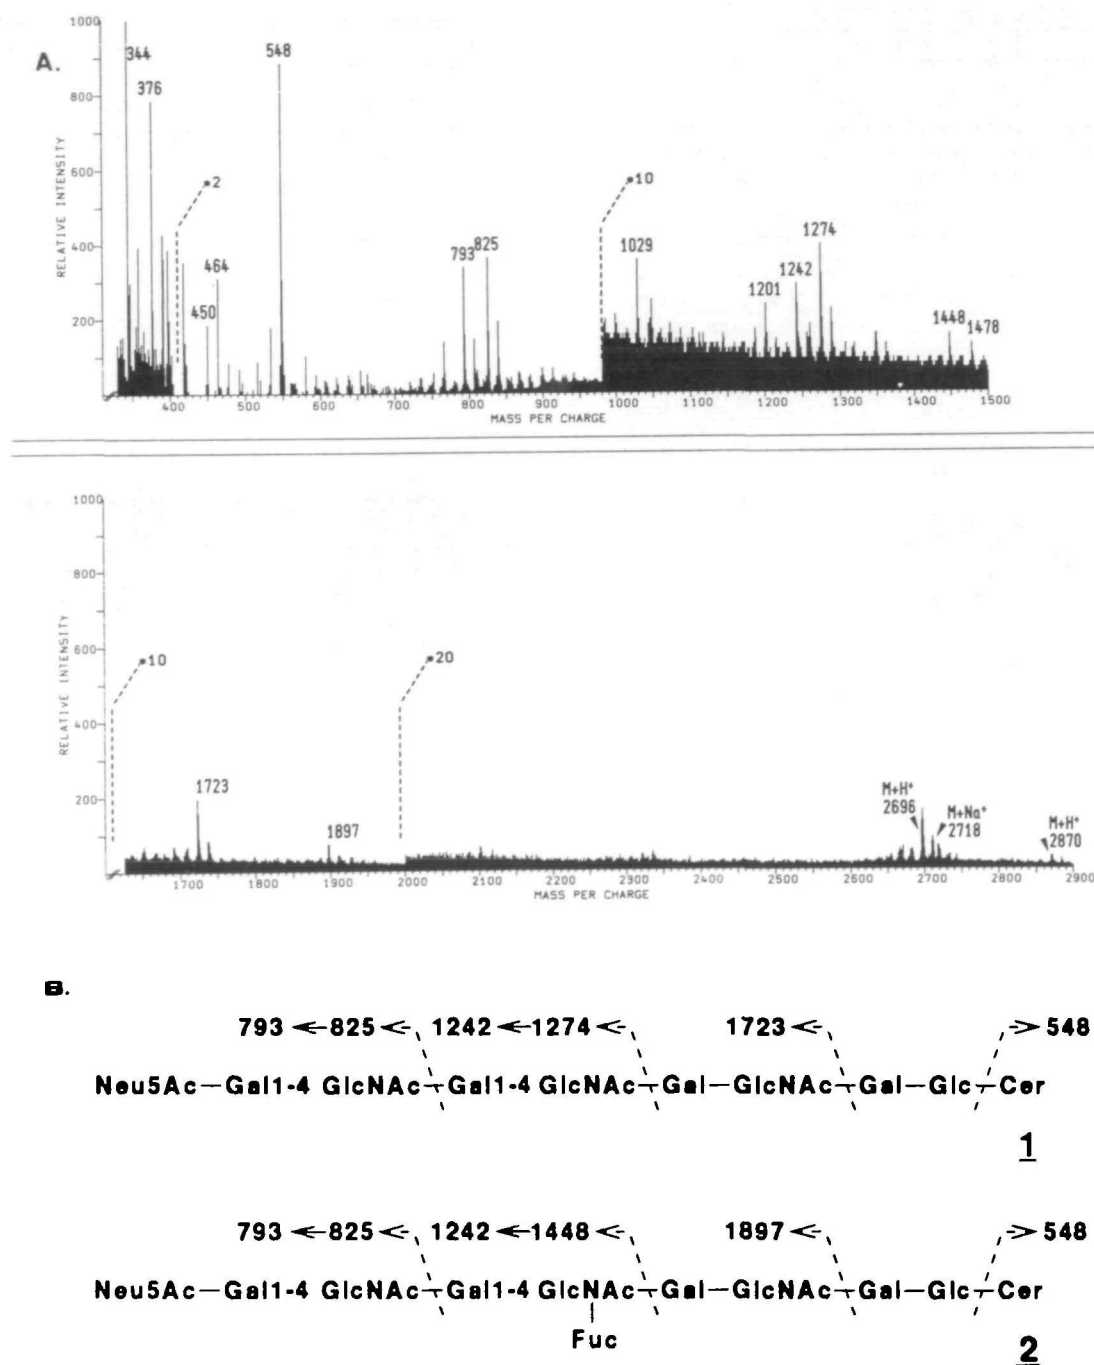 A.
RELATIVE INTENSITY
1000
800
600
400
200
344
376
*2
450
464
548
793
825
*10
1029
1201
1242
1274
1448
1478
400 500 600 700 800 900 1000 1100 1200 1300 1400 1500
MASS PER CHARGE
RELATIVE INTENSITY
1000
800
600
400
200
*10
*20
1723
1897
M+H+
2696
M+Na+
2718
M+H+
2870
1700 1800 1900 2000 2100 2200 2300 2400 2500 2600 2700 2800 2900
MASS PER CHARGE
B.
793 ←825 ← 1242 ←1274 ← 1723 ← → 548
Neu5Ac—Gal1-4 GlcNAc—Gal1-4 GlcNAc—Gal—GlcNAc—Gal—Glc—Cer
1
793 ←825 ← 1242 ←1448 ← 1897 ← → 548
Neu5Ac—Gal1-4 GlcNAc—Gal1-4 GlcNAc—Gal—GlcNAc—Gal—Glc—Cer
Fuc
2